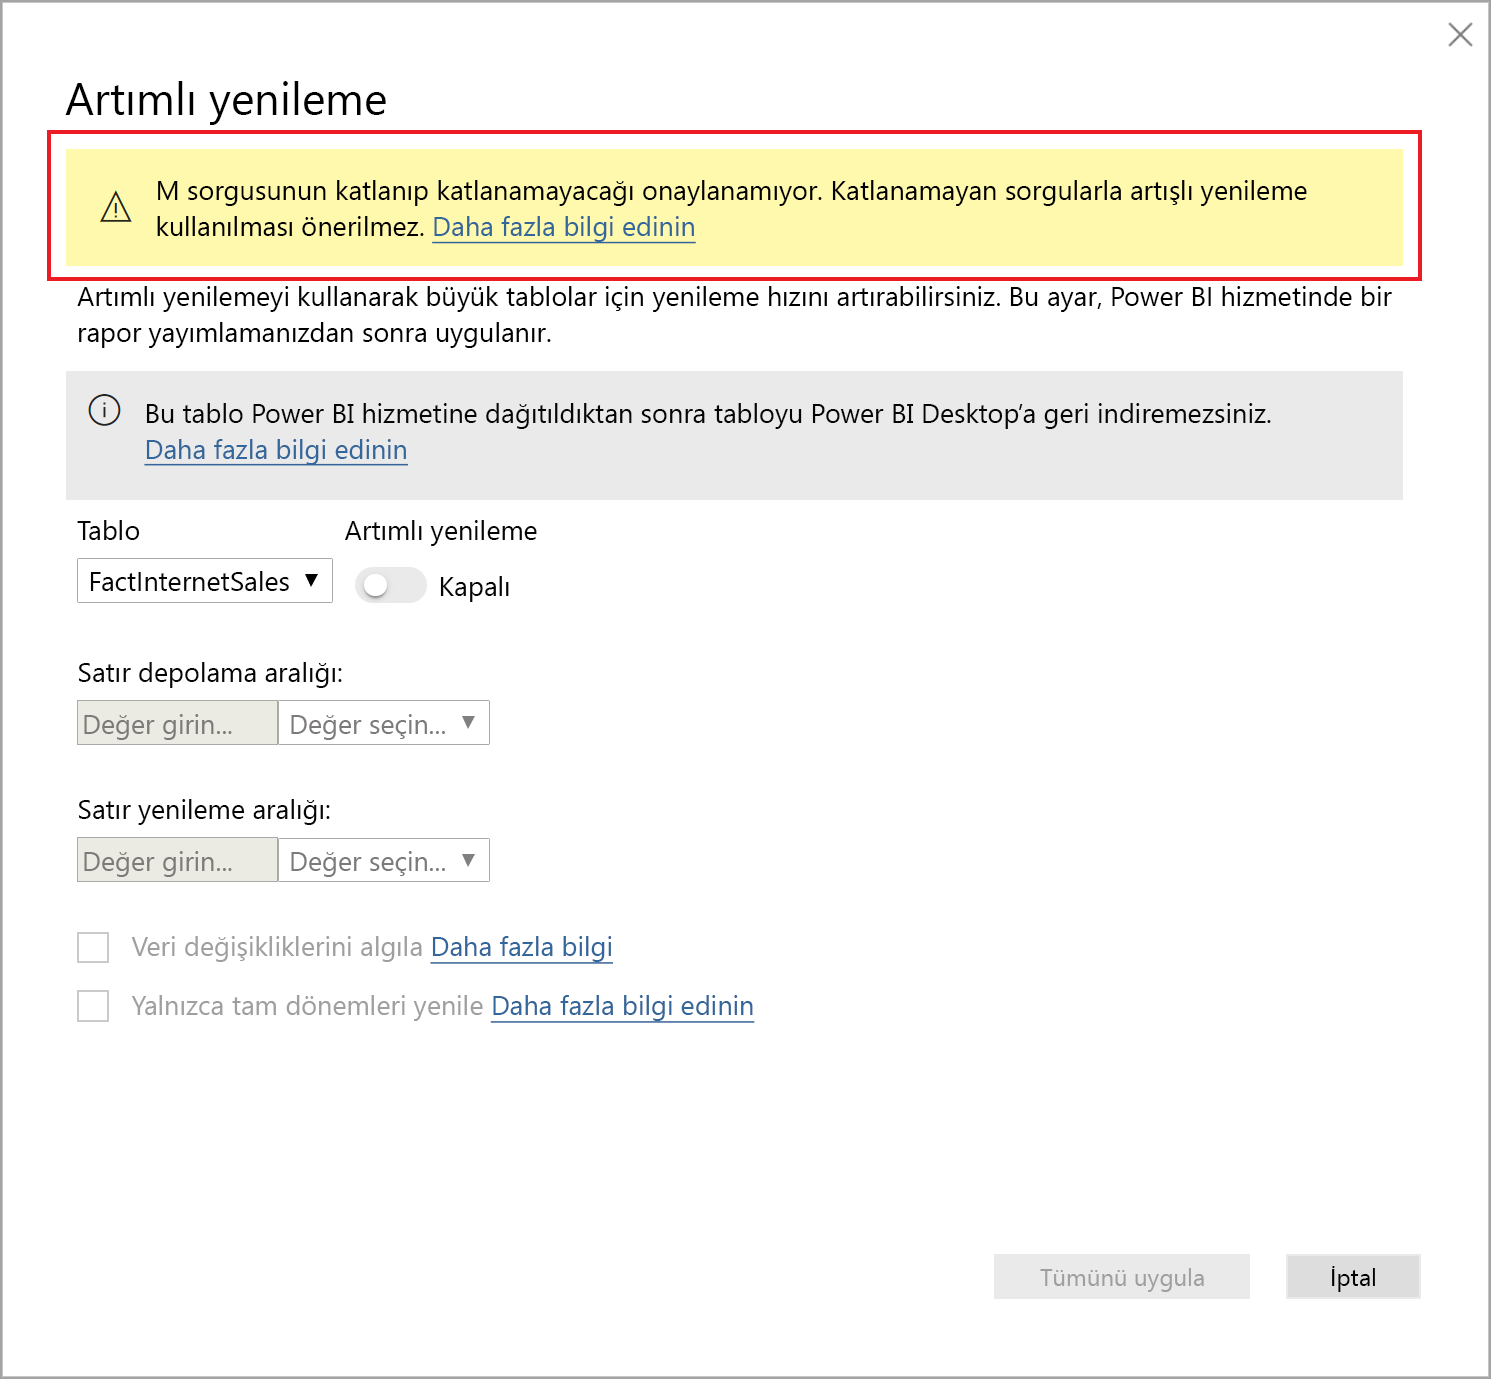 Artımlı yenileme
M sorgusunun katlanıp katlanamayacağı onaylanamıyor. Katlanamayan sorgularla artışlı yenileme
kullanılması önerilmez. Daha fazla bilgi edinin
Artımlı yenilemeyi kullanarak büyük tablolar için yenileme hızını artırabilirsiniz. Bu ayar, Power BI hizmetinde bir
rapor yayımlamanızdan sonra uygulanır.
Bu tablo Power BI hizmetine dağıtıldıktan sonra tabloyu Power BI Desktop’a geri indiremezsiniz.
Daha fazla bilgi edinin
Tablo Artımlı yenileme
FactInternetSales Kapalı
Satır depolama aralığı:
Değer girin... Değer seçin...
Satır yenileme aralığı:
Değer girin... Değer seçin...
Veri değişikliklerini algıla Daha fazla bilgi
Yalnızca tam dönemleri yenile Daha fazla bilgi edinin
Tümünü uygula İptal